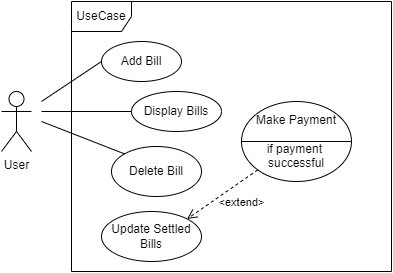 UseCase
Add Bill
Display Bills
Make Payment
if payment
successful
User
Delete Bill
<extend>
Update Settled
Bills